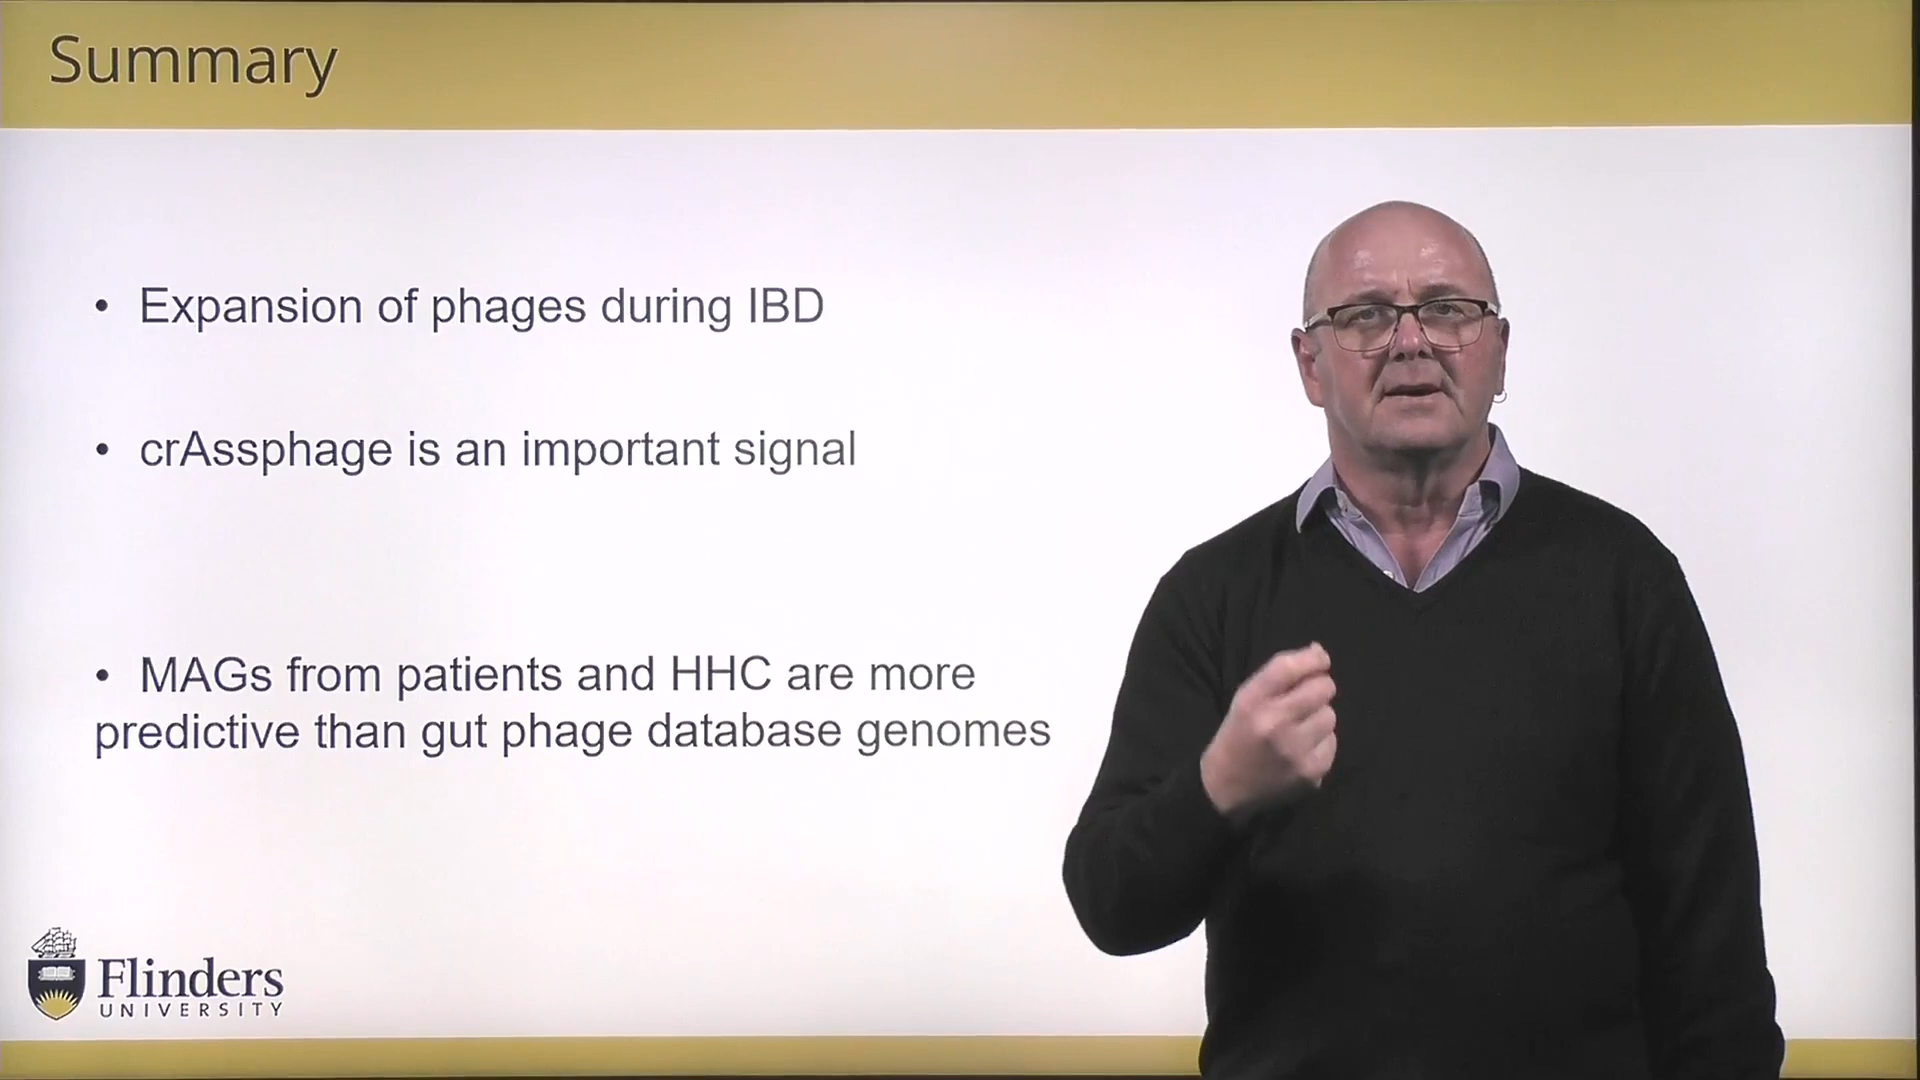 Summary
• Expansion of phages during IBD
• crAssphage is an important signal
• MAGs from patients and HHC are more
predictive than gut phage database genomes
Flinders
UNIVERSITY